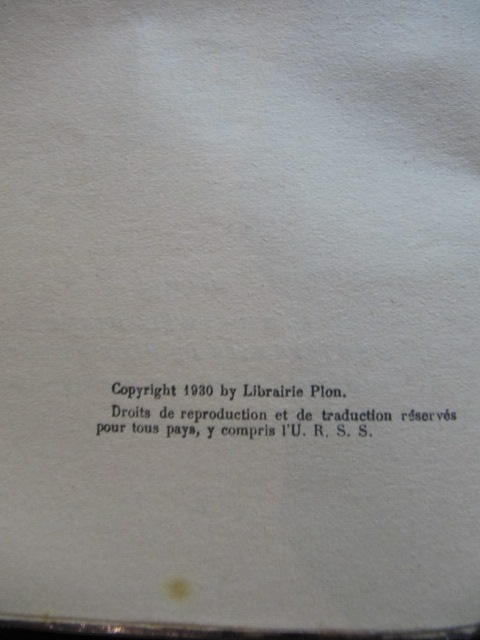 Copyright 1930 by Librairie Plon.
Droits de reproduction et de traduction réservés
pour tous pays, y compris l'U. R. S. S.